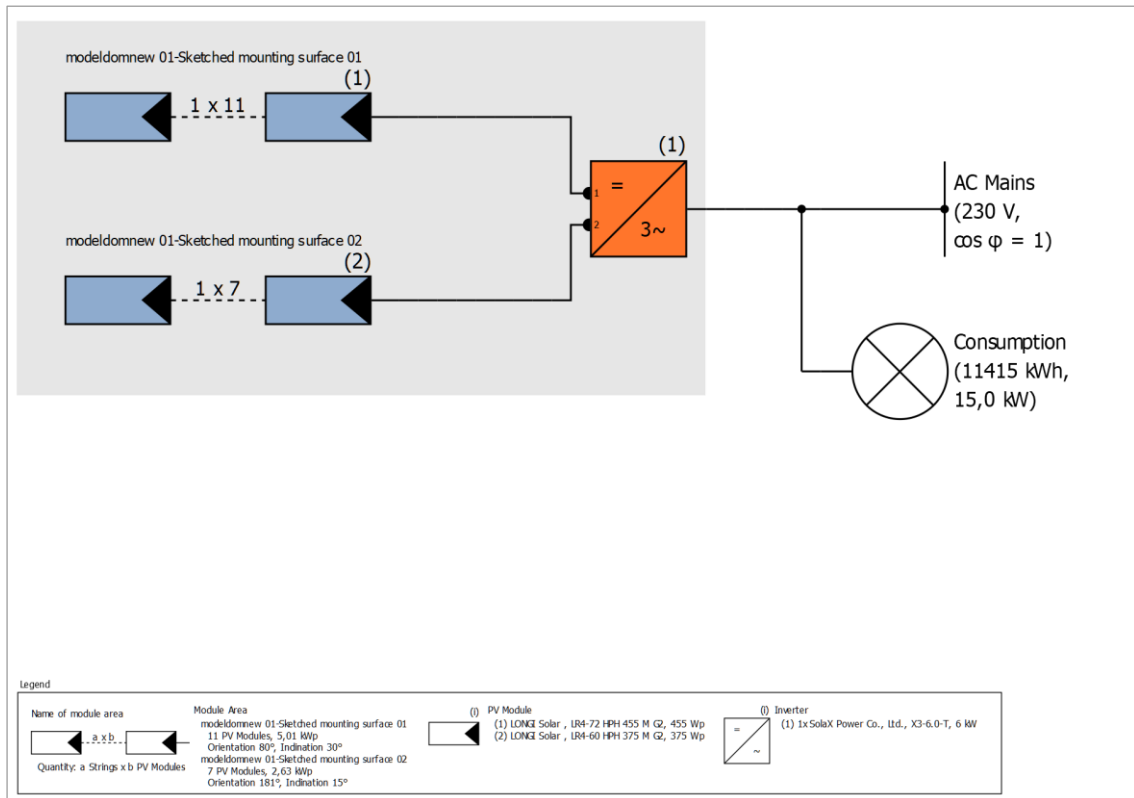 modeldomnew 01-Sketched mounting surface 01
(1)
1 x 11
(1)
1
=
2
3~
AC Mains
(230 V,
cos φ = 1)
modeldomnew 01-Sketched mounting surface 02
(2)
1 x 7
Consumption
(11415 kWh,
15,0 kW)
Legend
Name of module area
a x b
Quantity: a Strings x b PV Modules
Module Area
modeldomnew 01-Sketched mounting surface 01
11 PV Modules, 5,01 kWp
Orientation 80°, Inclination 30°
modeldomnew 01-Sketched mounting surface 02
7 PV Modules, 2,63 kWp
Orientation 181°, Inclination 15°
(i) PV Module
(1) LONGI Solar , LR4-72 HPH 455 M G2, 455 Wp
(2) LONGI Solar , LR4-60 HPH 375 M G2, 375 Wp
(i) Inverter
=
~
(1) 1x SolaX Power Co., Ltd., X3-6.0-T, 6 kW